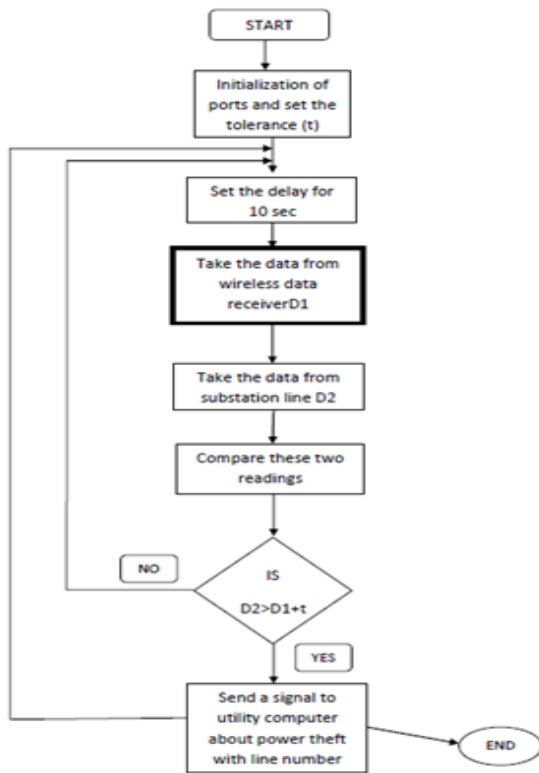 START
Initialization of
ports and set the
tolerance (t)
Set the delay for
10 sec
Take the data from
wireless data
receiverD1
Take the data from
substation line D2
Compare these two
readings
NO
IS
D2>D1+t
YES
Send a signal to
utility computer
about power theft
with line number
END